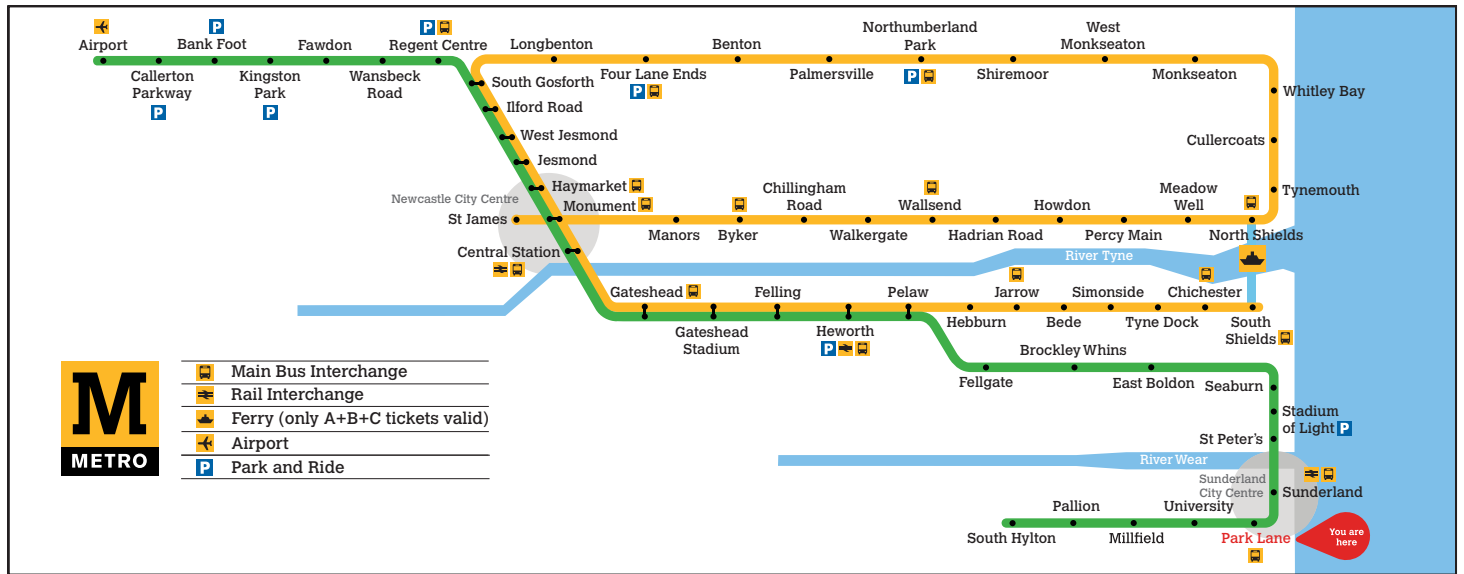 Airport
Callerton
Parkway
P
Bank Foot
P
Kingston
Park
P
Fawdon
Wansbeck
Road
Regent Centre
P
Longbenton
Four Lane Ends
P
Benton
Palmersville
Northumberland
Park
P
Shiremoor
West
Monkseaton
Monkseaton
Whitley Bay
Cullercoats
Tynemouth
South Gosforth
Ilford Road
West Jesmond
Jesmond
Haymarket
Newcastle City Centre
Monument
St James
Central Station
Manors
Byker
Chillingham
Road
Walkergate
Wallsend
Hadrian Road
Howdon
Percy Main
Meadow
Well
North Shields
River Tyne
Gateshead
Gateshead
Stadium
Felling
Heworth
P
Pelaw
Hebburn
Jarrow
Bede
Simonside
Tyne Dock
Chichester
South
Shields
Fellgate
Brockley Whins
East Boldon
Seaburn
Stadium
of Light P
St Peter's
River Wear
Sunderland
City Centre
Sunderland
Park Lane
You are
here
University
Millfield
Pallion
South Hylton
M
METRO
Main Bus Interchange
Rail Interchange
Ferry (only A+B+C tickets valid)
Airport
P Park and Ride